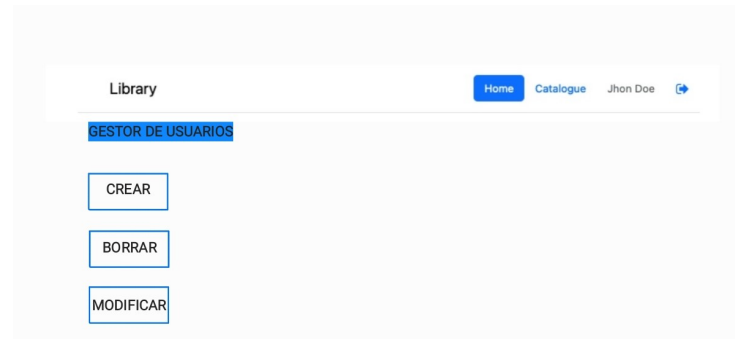 Library Home Catalogue Jhon Doe
GESTOR DE USUARIOS
CREAR
BORRAR
MODIFICAR